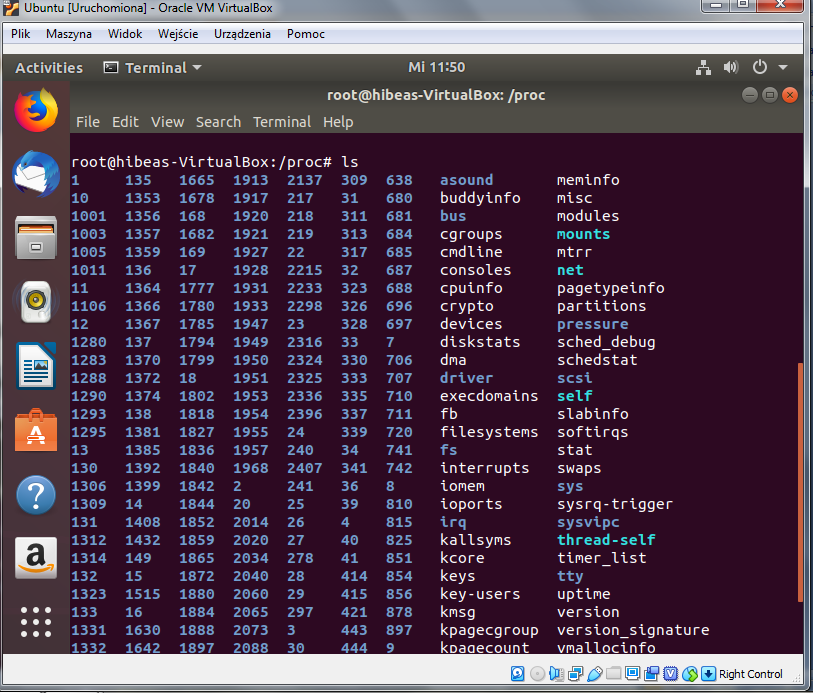 Ubuntu [Uruchomiona] - Oracle VM VirtualBox
Plik Maszyna Widok Wejście Urządzenia Pomoc
Activities Terminal Mi 11:50
root@hibeas-VirtualBox: /proc
File Edit View Search Terminal Help
root@hibeas-VirtualBox:/proc# ls
1 135 1665 1913 2137 309 638 asound meminfo
10 1353 1678 1917 217 31 680 buddyinfo misc
1001 1356 168 1920 218 311 681 bus modules
1003 1357 1682 1921 219 313 684 cgroups mounts
1005 1359 169 1927 22 317 685 cmdline mtrr
1011 136 17 1928 2215 32 687 consoles net
11 1364 1777 1931 2233 323 688 cpuinfo pagetypeinfo
1106 1366 1780 1933 2298 326 696 crypto partitions
12 1367 1785 1947 23 328 697 devices pressure
1280 137 1794 1949 2316 33 7 diskstats sched_debug
1283 1370 1799 1950 2324 330 706 dma schedstat
1288 1372 18 1951 2325 333 707 driver scsi
1290 1374 1802 1953 2336 335 710 execdomains self
1293 138 1818 1954 2396 337 711 fb slabinfo
1295 1381 1827 1955 24 339 720 filesystems softirqs
13 1385 1836 1957 240 34 741 fs stat
130 1392 1840 1968 2407 341 742 interrupts swaps
1306 1399 1842 2 241 36 8 iomem sys
1309 14 1844 20 25 39 810 ioports sysrq-trigger
131 1408 1852 2014 26 4 815 irq sysvipc
1312 1432 1859 2020 27 40 825 kallsyms thread-self
1314 149 1865 2034 278 41 851 kcore timer_list
132 15 1872 2040 28 414 854 keys tty
1323 1515 1880 2060 29 415 856 key-users uptime
133 16 1884 2065 297 421 878 kmsg version
1331 1630 1888 2073 3 443 897 kpagecgroup version_signature
1332 1642 1897 2088 30 444 9 kpagecount vmallocinfo
Right Control